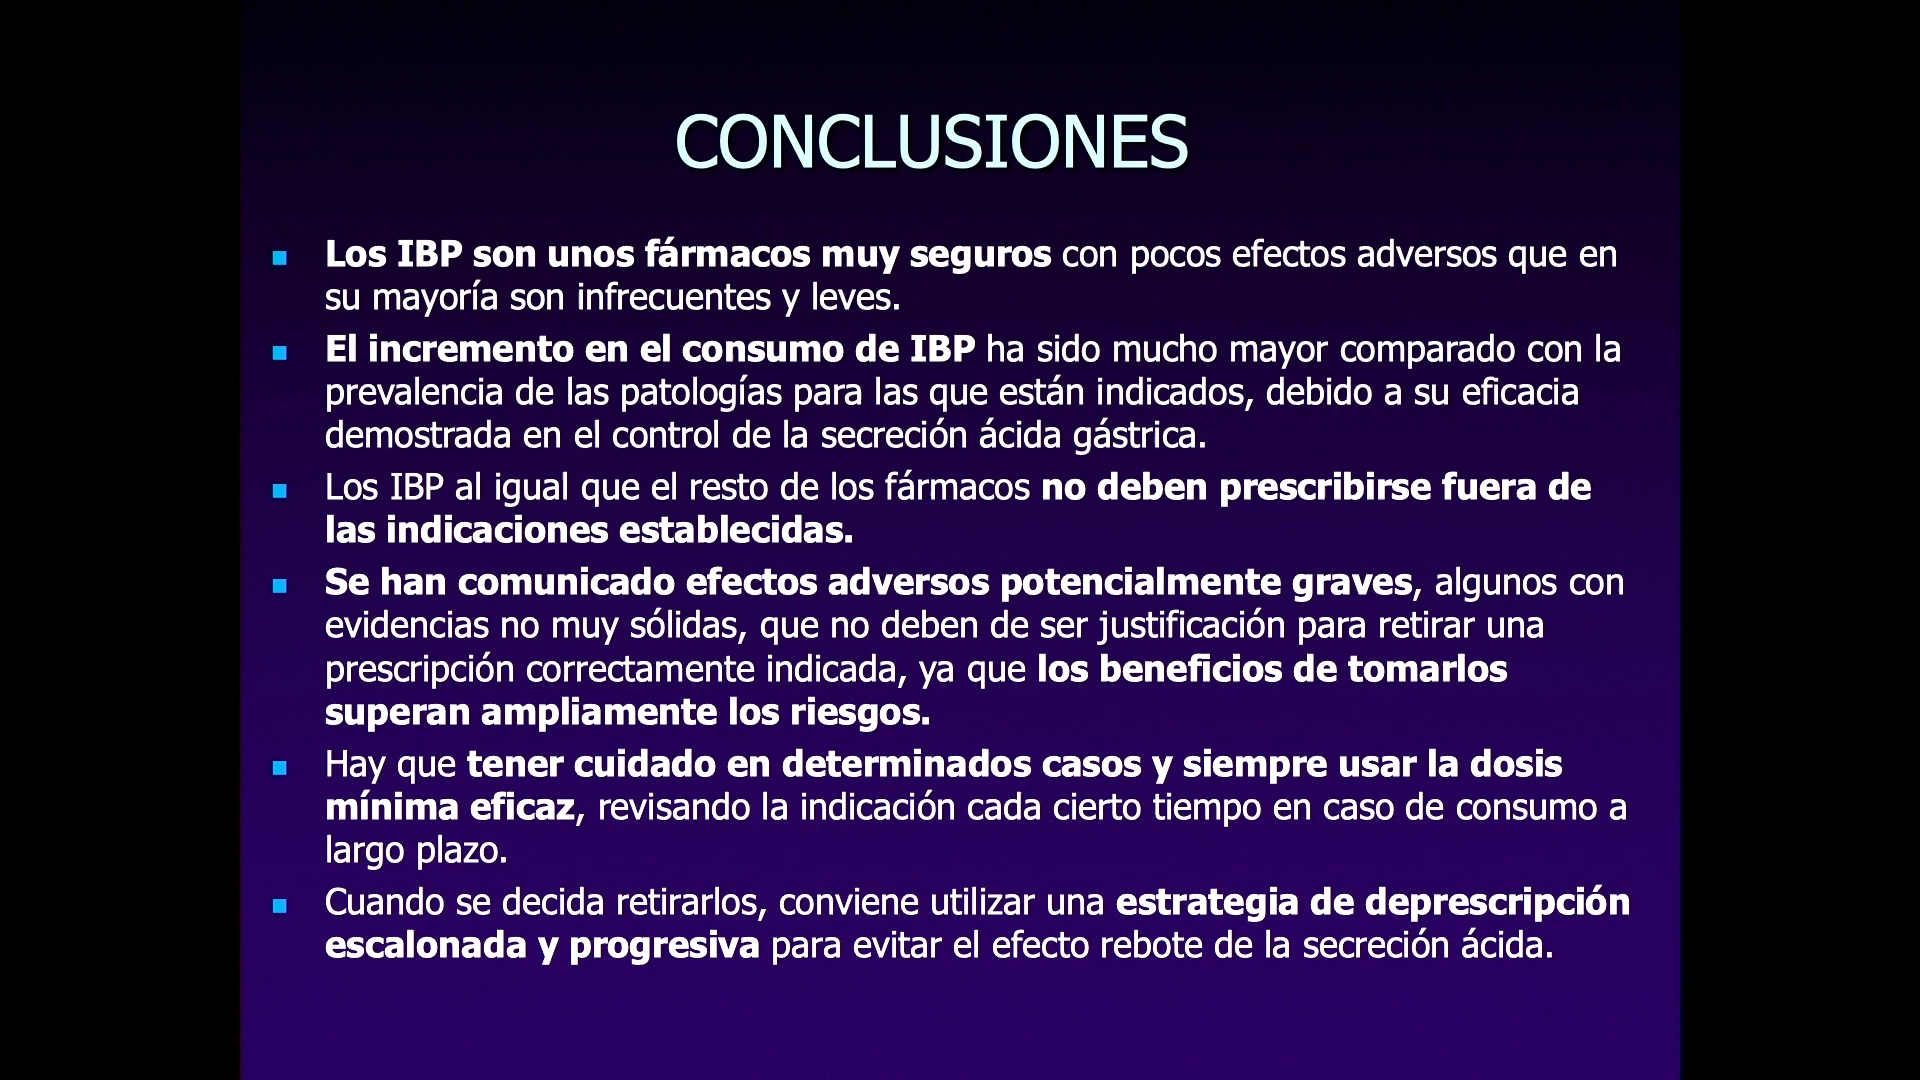 CONCLUSIONES
Los IBP son unos fármacos muy seguros con pocos efectos adversos que en
su mayoría son infrecuentes y leves.
El incremento en el consumo de IBP ha sido mucho mayor comparado con la
prevalencia de las patologías para las que están indicados, debido a su eficacia
demostrada en el control de la secreción ácida gástrica.
Los IBP al igual que el resto de los fármacos no deben prescribirse fuera de
las indicaciones establecidas.
Se han comunicado efectos adversos potencialmente graves, algunos con
evidencias no muy sólidas, que no deben de ser justificación para retirar una
prescripción correctamente indicada, ya que los beneficios de tomarlos
superan ampliamente los riesgos.
Hay que tener cuidado en determinados casos y siempre usar la dosis
mínima eficaz, revisando la indicación cada cierto tiempo en caso de consumo a
largo plazo.
Cuando se decida retirarlos, conviene utilizar una estrategia de deprescripción
escalonada y progresiva para evitar el efecto rebote de la secreción ácida.